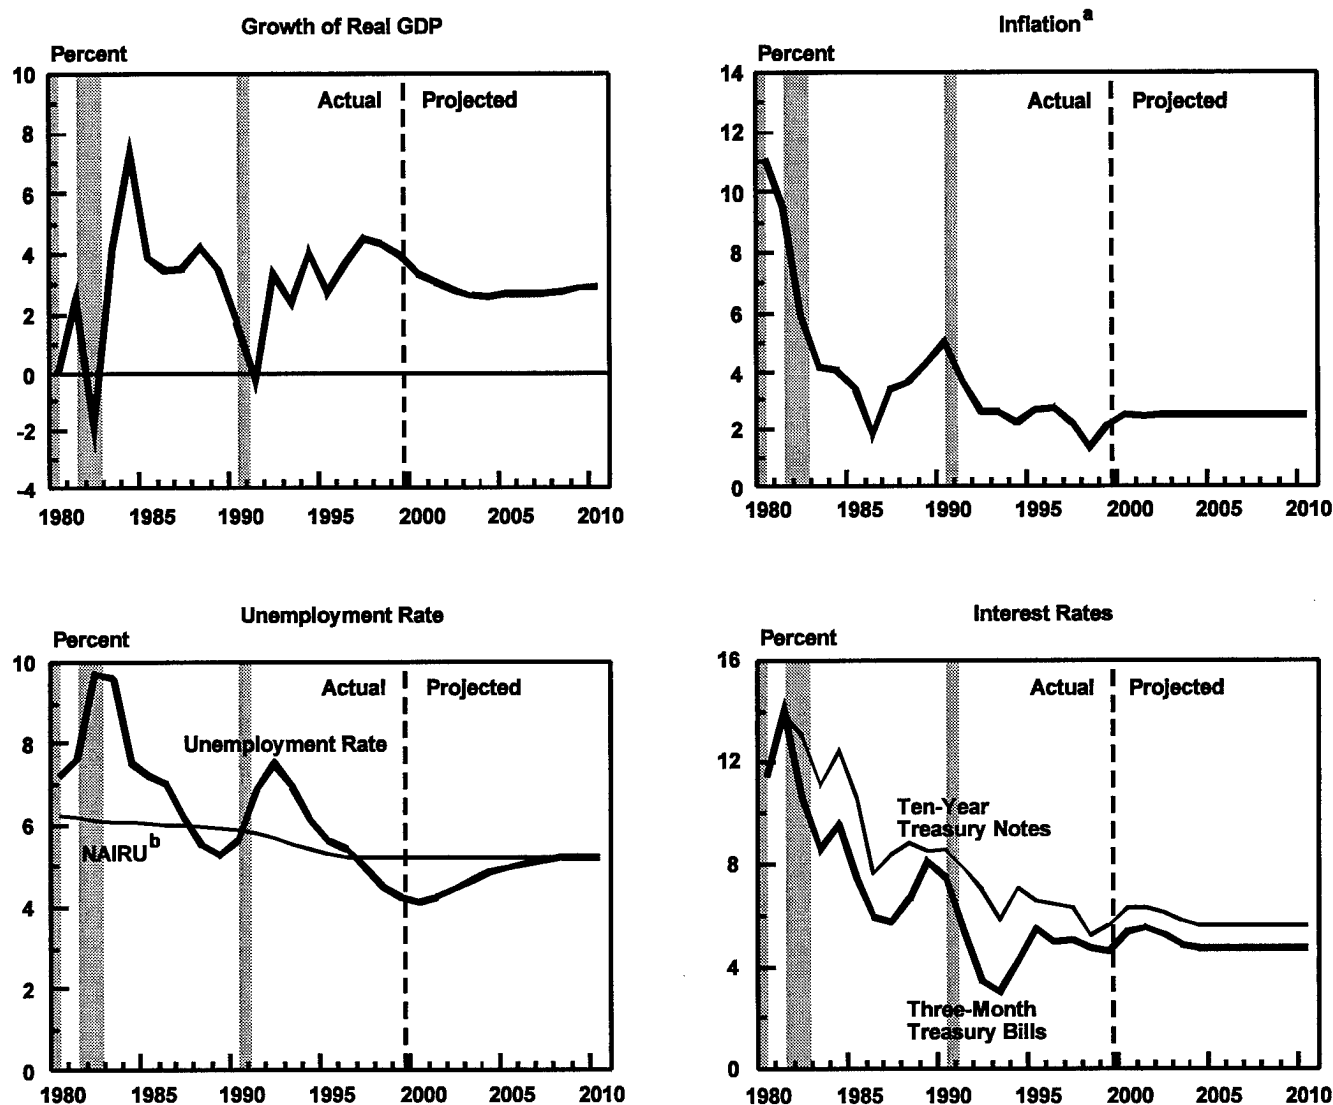 Growth of Real GDP
Percent
10
8
6
4
2
0
-2
-4
Actual
Projected
1980 1985 1990 1995 2000 2005 2010
Inflationᵃ
Percent
14
12
10
8
6
4
2
0
Actual
Projected
1980 1985 1990 1995 2000 2005 2010
Unemployment Rate
Percent
10
8
6
4
2
0
Actual
Projected
Unemployment Rate
NAIRUᵇ
1980 1985 1990 1995 2000 2005 2010
Interest Rates
Percent
16
12
8
4
0
Actual
Projected
Ten-Year
Treasury Notes
Three-Month
Treasury Bills
1980 1985 1990 1995 2000 2005 2010